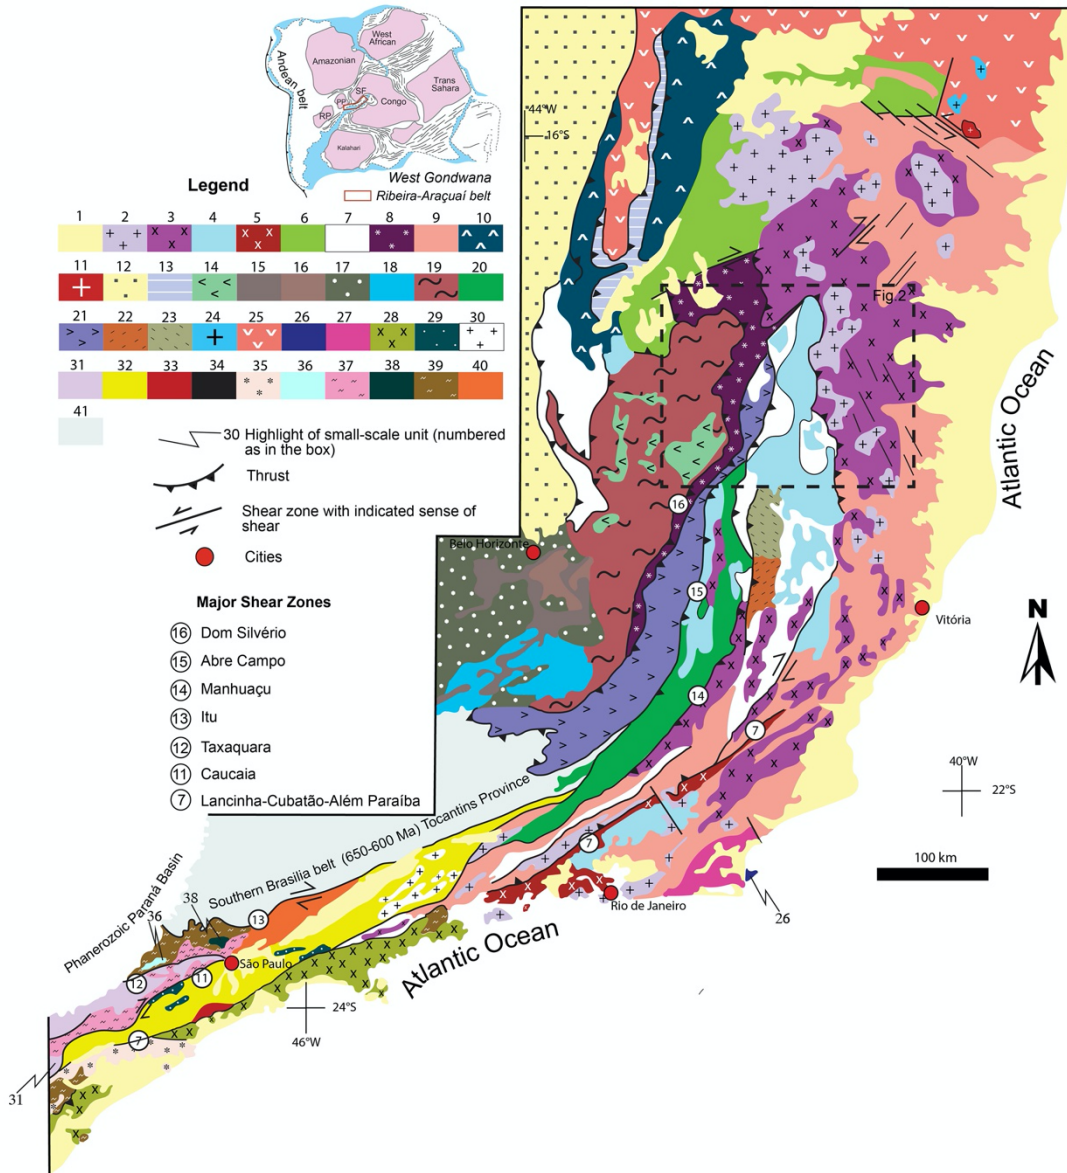 West
African
Amazonian
Andean belt
Trans
Sahara
SF
Congo
PP
RP
Kalahari
West Gondwana
Ribeira-Araçuaí belt
Legend
1 2 3 4 5 6 7 8 9 10
11 12 13 14 15 16 17 18 19 20
21 22 23 24 25 26 27 28 29 30
31 32 33 34 35 36 37 38 39 40
41
30 Highlight of small-scale unit (numbered
as in the box)
Thrust
Shear zone with indicated sense of
shear
Cities
Major Shear Zones
16 Dom Silvério
15 Abre Campo
14 Manhuaçu
13 Itu
12 Taxaquara
11 Caucaia
7 Lancinha-Cubatão-Além Paraíba
44°W
16°S
Fig.2
Atlantic Ocean
16
Belo Horizonte
15
Vitória
N
14
7
40°W
22°S
100 km
Southern Brasilia belt (650-600 Ma) Tocantins Province
7
Rio de Janeiro
26
Phanerozoic Paraná Basin
36
38
13
São Paulo
12
11
Atlantic Ocean
24°S
46°W
7
31